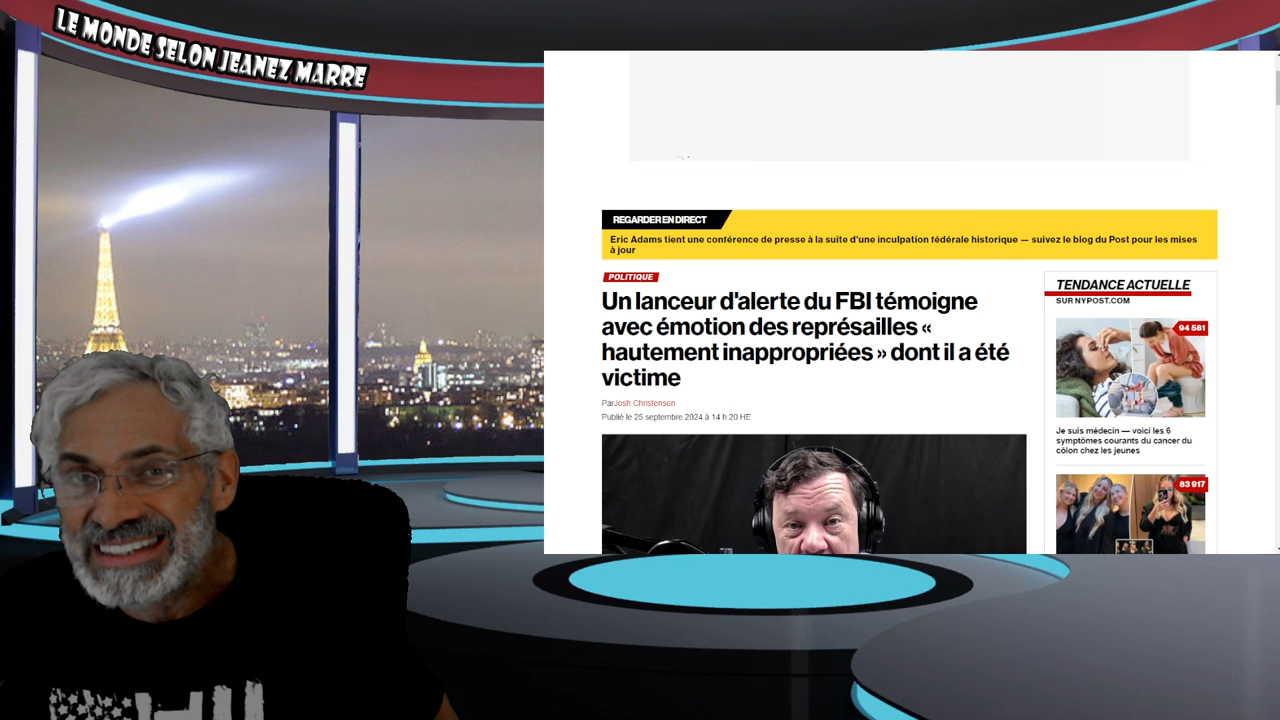 LE MONDE SELON JEANEZ MARRE
REGARDER EN DIRECT
Eric Adams tient une conférence de presse à la suite d'une inculpation fédérale historique — suivez le blog du Post pour les mises
à jour
POLITIQUE
Un lanceur d'alerte du FBI témoigne
avec émotion des représailles «
hautement inappropriées » dont il a été
victime
ParJosh Christenson
Publié le 25 septembre 2024 à 14 h 20 HE
TENDANCE ACTUELLE
SUR NYPOST.COM
94 581
Je suis médecin — voici les 6
symptômes courants du cancer du
côlon chez les jeunes
83 917